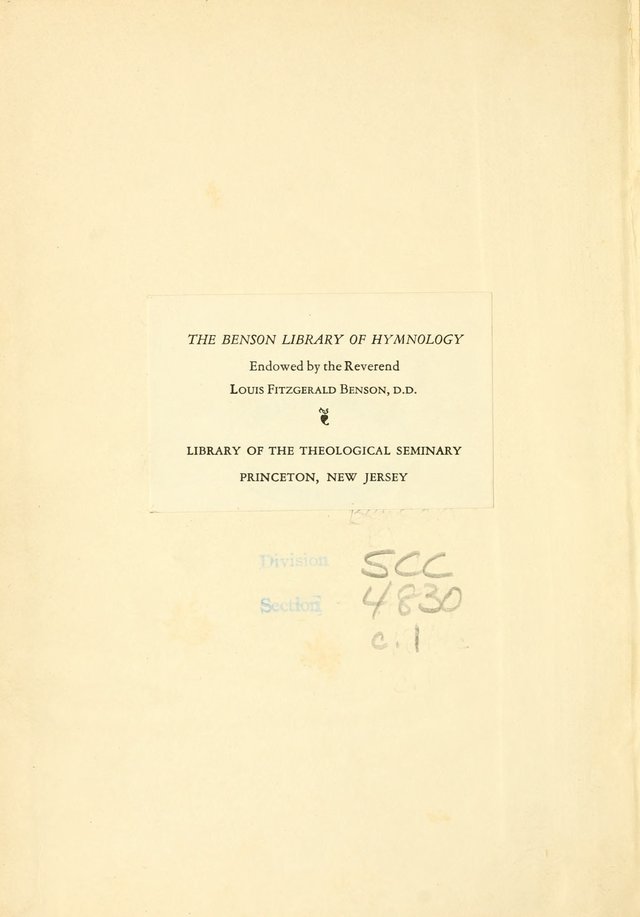 THE BENSON LIBRARY OF HYMNOLOGY
Endowed by the Reverend
LOUIS FITZGERALD BENSON, D.D.
LIBRARY OF THE THEOLOGICAL SEMINARY
PRINCETON, NEW JERSEY
Division SCC
Section 4830
c.1